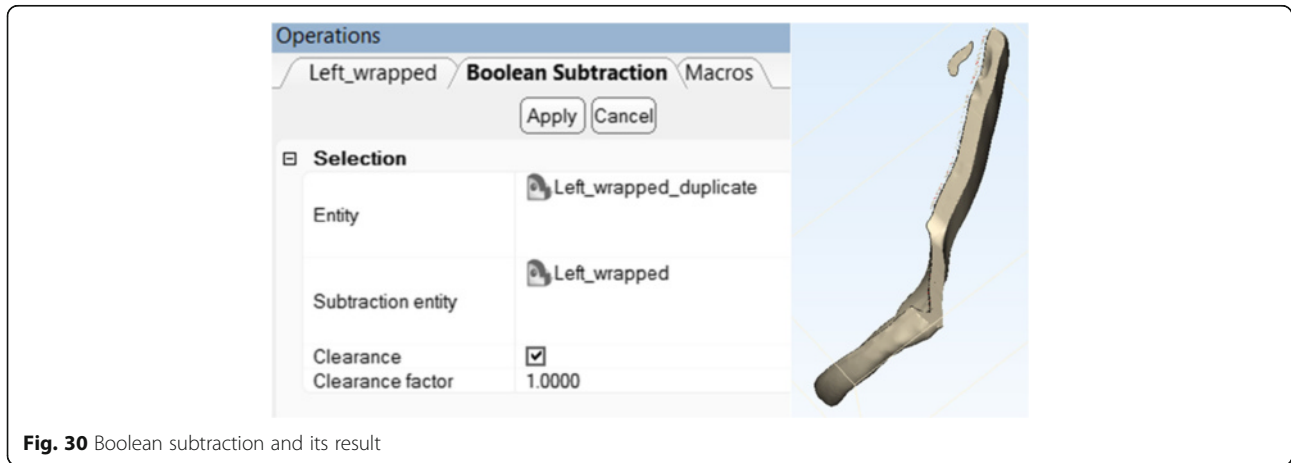 Operations
Left_wrapped Boolean Subtraction Macros
Apply Cancel
Selection
Left_wrapped_duplicate
Entity
Left_wrapped
Subtraction entity
Clearance
Clearance factor 1.0000
Fig. 30 Boolean subtraction and its result